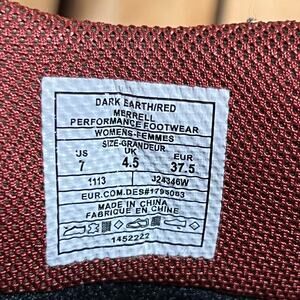 DARK EARTH/RED
MERRELL
PERFORMANCE FOOTWEAR
WOMENS-FEMMES
SIZE-GRANDEUR
US UK EUR
7 4.5 37.5
1113 J24346W
EUR.COM.DES#1795003
MADE IN CHINA
FABRIQUE EN CHINE
1452222